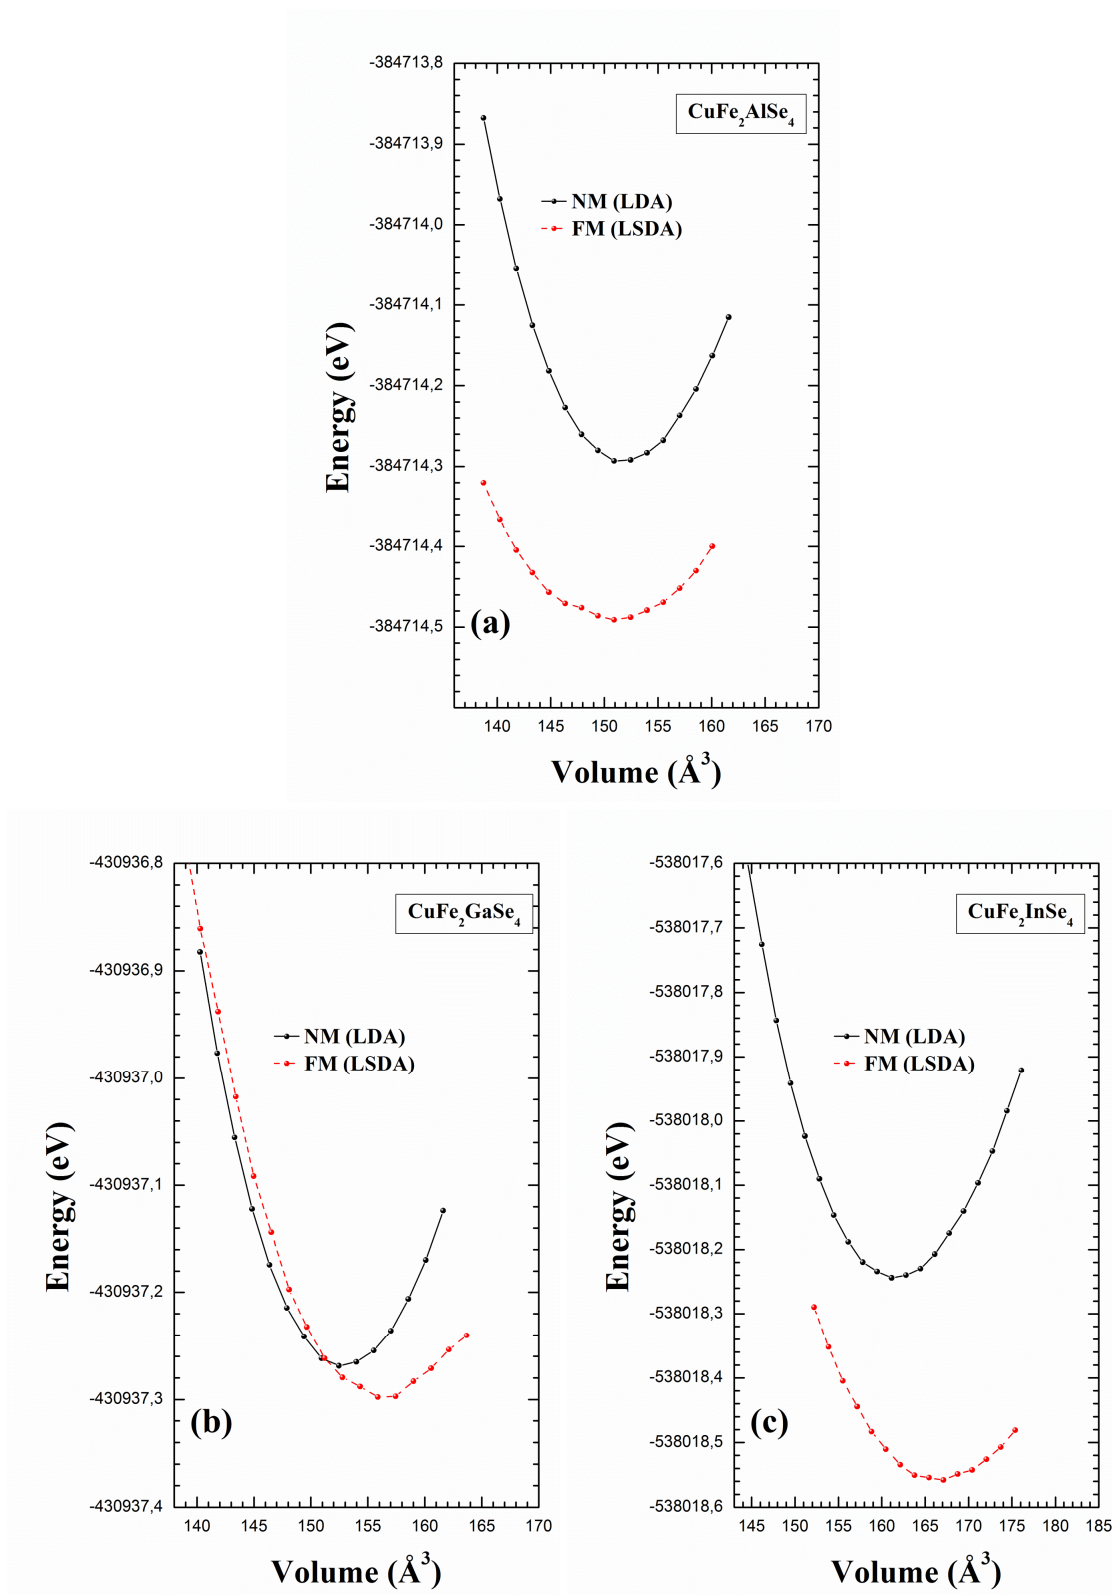 -384713,8
CuFe2AlSe4
-384713,9
NM (LDA)
-384714,0
FM (LSDA)
-384714,1
-384714,2
-384714,3
-384714,4
-384714,5
Energy (eV)
(a)
140 145 150 155 160 165 170
Volume (Å3)
-430936,8
CuFe2GaSe4
-430936,9
NM (LDA)
FM (LSDA)
-430937,0
-430937,1
-430937,2
-430937,3
-430937,4
Energy (eV)
(b)
140 145 150 155 160 165 170
Volume (Å3)
-538017,6
CuFe2InSe4
-538017,7
-538017,8
NM (LDA)
-538017,9
FM (LSDA)
-538018,0
-538018,1
-538018,2
-538018,3
-538018,4
-538018,5
-538018,6
Energy (eV)
(c)
145 150 155 160 165 170 175 180 185
Volume (Å3)